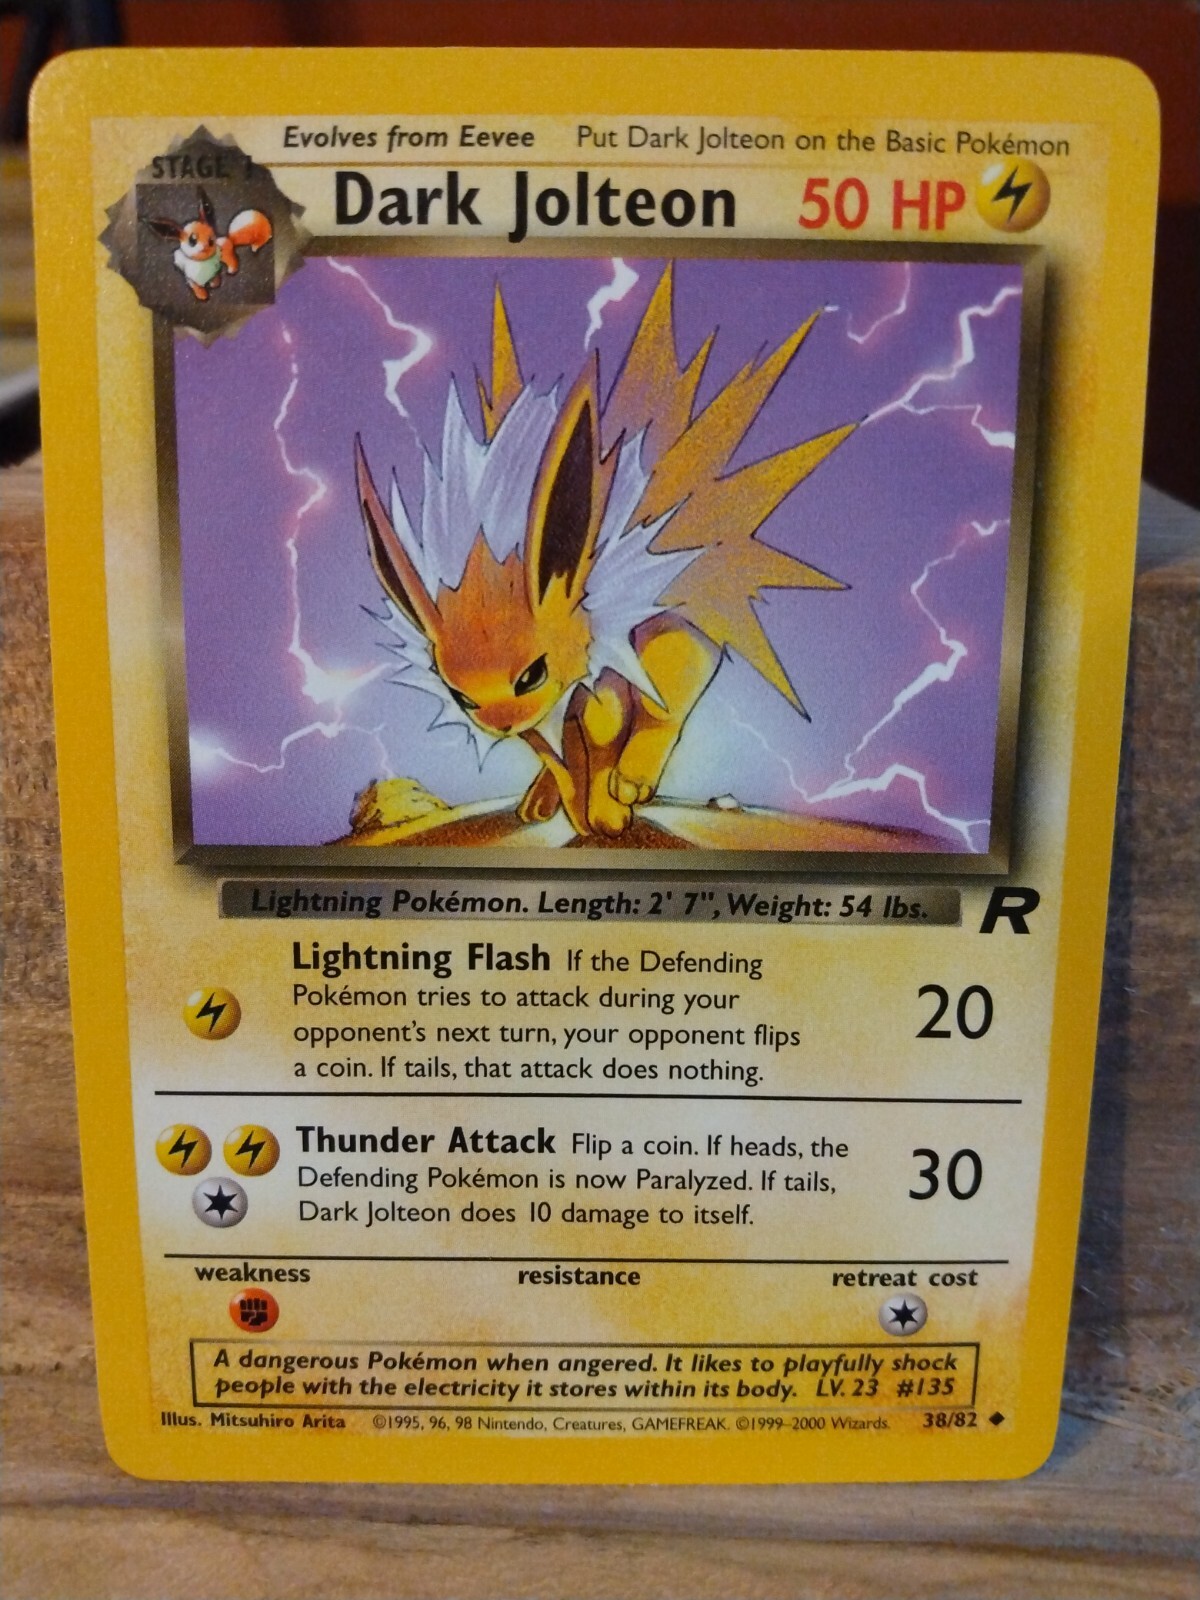 Evolves from Eevee Put Dark Jolteon on the Basic Pokémon
STAGE 1
Dark Jolteon 50 HP
Lightning Pokémon. Length: 2' 7", Weight: 54 lbs.
R
Lightning Flash If the Defending
Pokémon tries to attack during your
opponent's next turn, your opponent flips
a coin. If tails, that attack does nothing.
20
Thunder Attack Flip a coin. If heads, the
Defending Pokémon is now Paralyzed. If tails,
Dark Jolteon does 10 damage to itself.
30
weakness resistance retreat cost
A dangerous Pokémon when angered. It likes to playfully shock
people with the electricity it stores within its body. LV. 23 #135
Illus. Mitsuhiro Arita ©1995, 96, 98 Nintendo, Creatures, GAMEFREAK. ©1999-2000 Wizards. 38/82